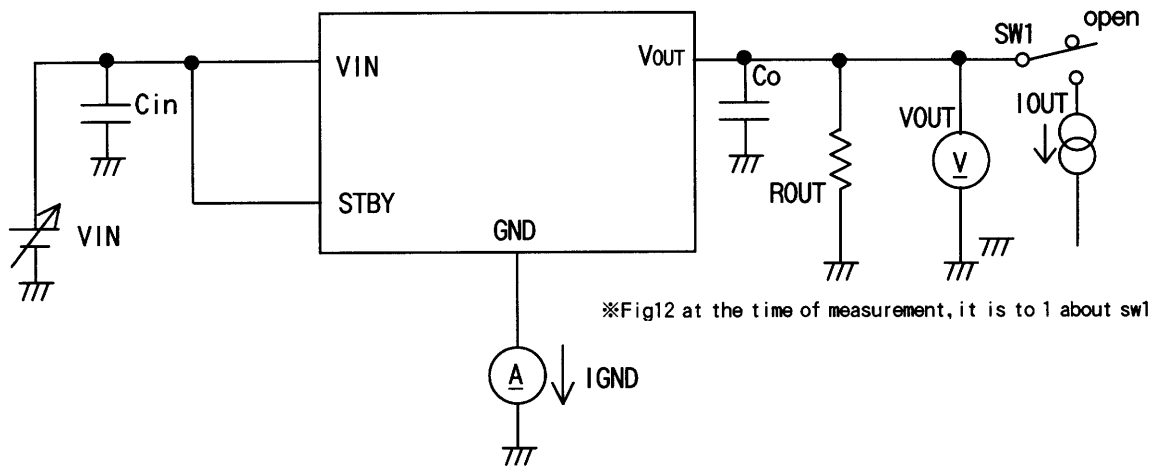 open
SW1
VIN
VOUT
Co
Cin
IOUT
VOUT
V
ROUT
STBY
GND
VIN
※Fig12 at the time of measurement, it is to 1 about sw1
A
IGND